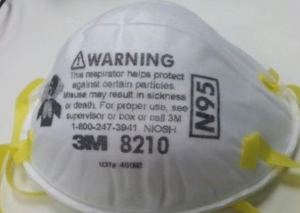 WARNING
This respirator helps protect
against certain particles.
Misuse may result in sickness
or death. For proper use, see
supervisor or box or call 3M
1-800-247-3941 NIOSH
N95
3M 8210